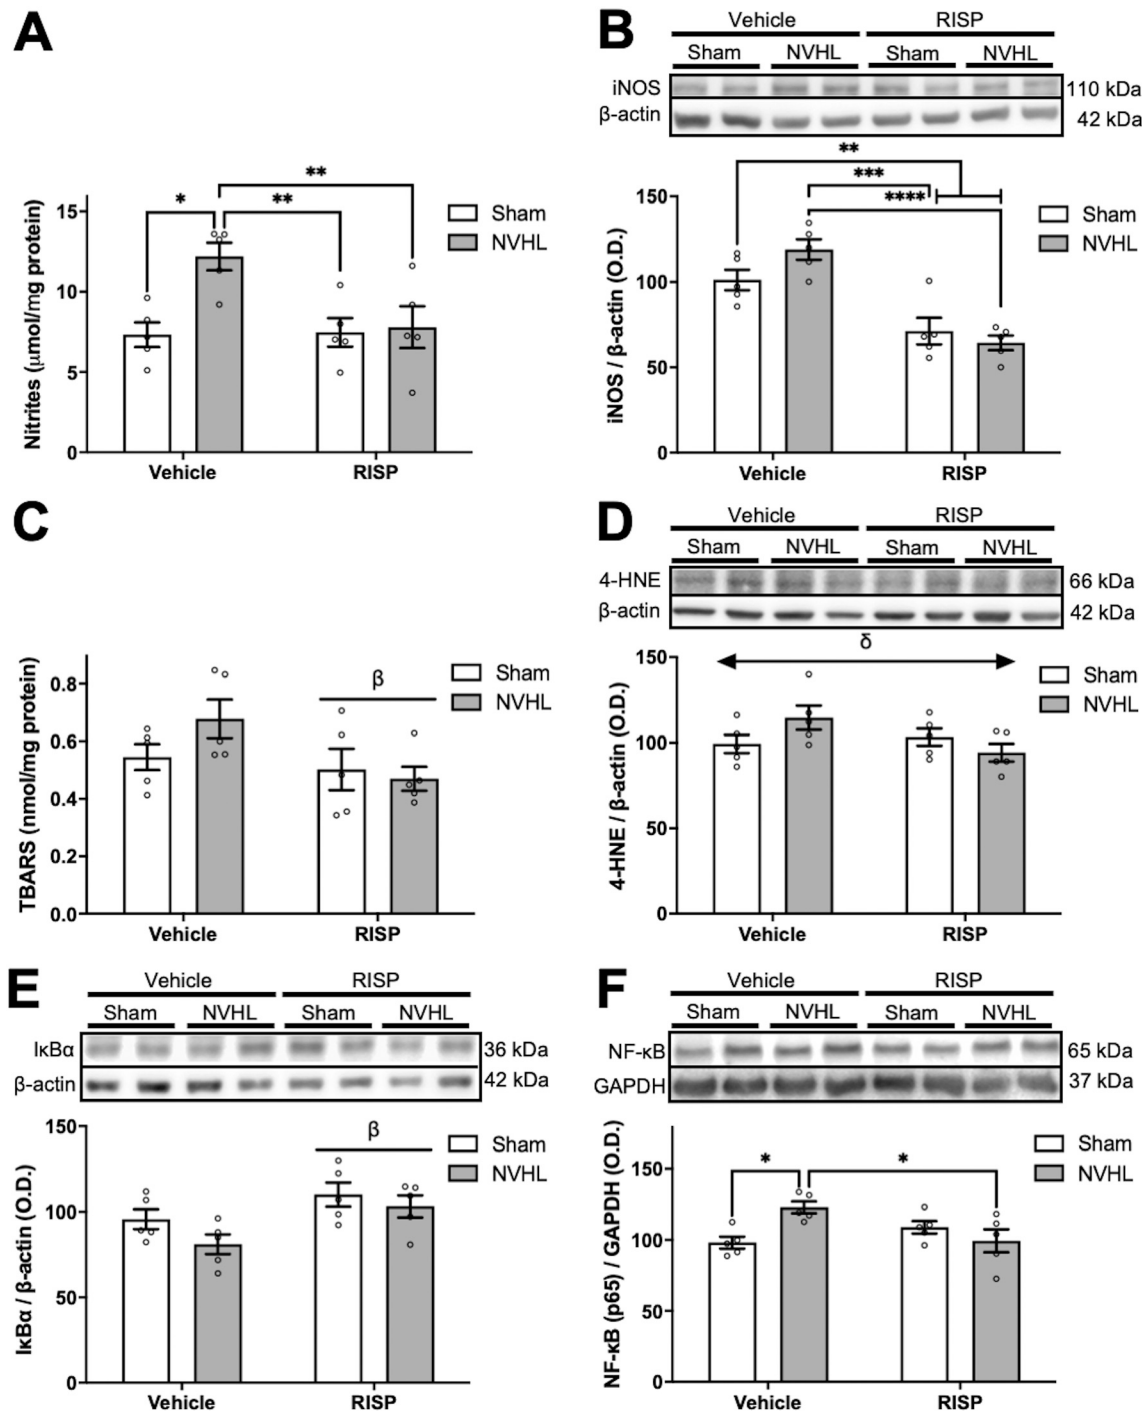 A
Nitrites (μmol/mg protein)
15
10
5
0
*
**
**
Sham
NVHL
Vehicle
RISP
B
Vehicle
RISP
Sham
NVHL
Sham
NVHL
iNOS
110 kDa
β-actin
42 kDa
iNOS / β-actin (O.D.)
150
100
50
0
**
***
****
Sham
NVHL
Vehicle
RISP
C
TBARS (nmol/mg protein)
0.8
0.6
0.4
0.2
0.0
β
Sham
NVHL
Vehicle
RISP
D
Vehicle
RISP
Sham
NVHL
Sham
NVHL
4-HNE
66 kDa
β-actin
42 kDa
4-HNE / β-actin (O.D.)
150
100
50
0
δ
Sham
NVHL
Vehicle
RISP
E
Vehicle
RISP
Sham
NVHL
Sham
NVHL
IκBα
36 kDa
β-actin
42 kDa
IκBα / β-actin (O.D.)
150
100
50
0
β
Sham
NVHL
Vehicle
RISP
F
Vehicle
RISP
Sham
NVHL
Sham
NVHL
NF-κB
65 kDa
GAPDH
37 kDa
NF-κB (p65) / GAPDH (O.D.)
150
100
50
0
*
*
Sham
NVHL
Vehicle
RISP